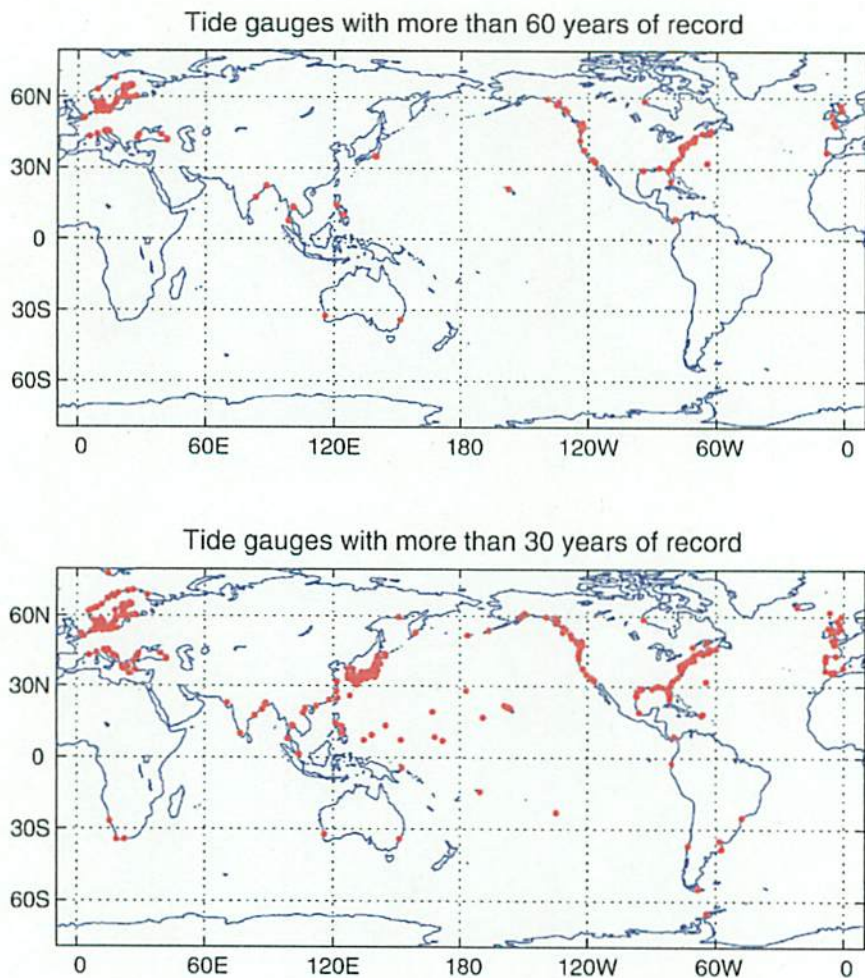 Tide gauges with more than 60 years of record
60N
30N
0
30S
60S
0 60E 120E 180 120W 60W 0
Tide gauges with more than 30 years of record
60N
30N
0
30S
60S
0 60E 120E 180 120W 60W 0